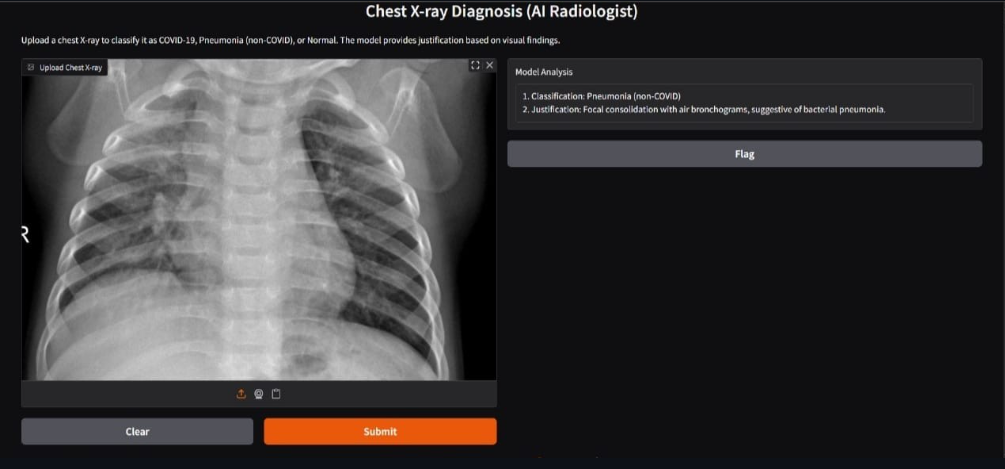 Chest X-ray Diagnosis (AI Radiologist)
Upload a chest X-ray to classify it as COVID-19, Pneumonia (non-COVID), or Normal. The model provides justification based on visual findings.
Upload Chest X-ray
R
Clear
Submit
Model Analysis
1. Classification: Pneumonia (non-COVID)
2. Justification: Focal consolidation with air bronchograms, suggestive of bacterial pneumonia.
Flag